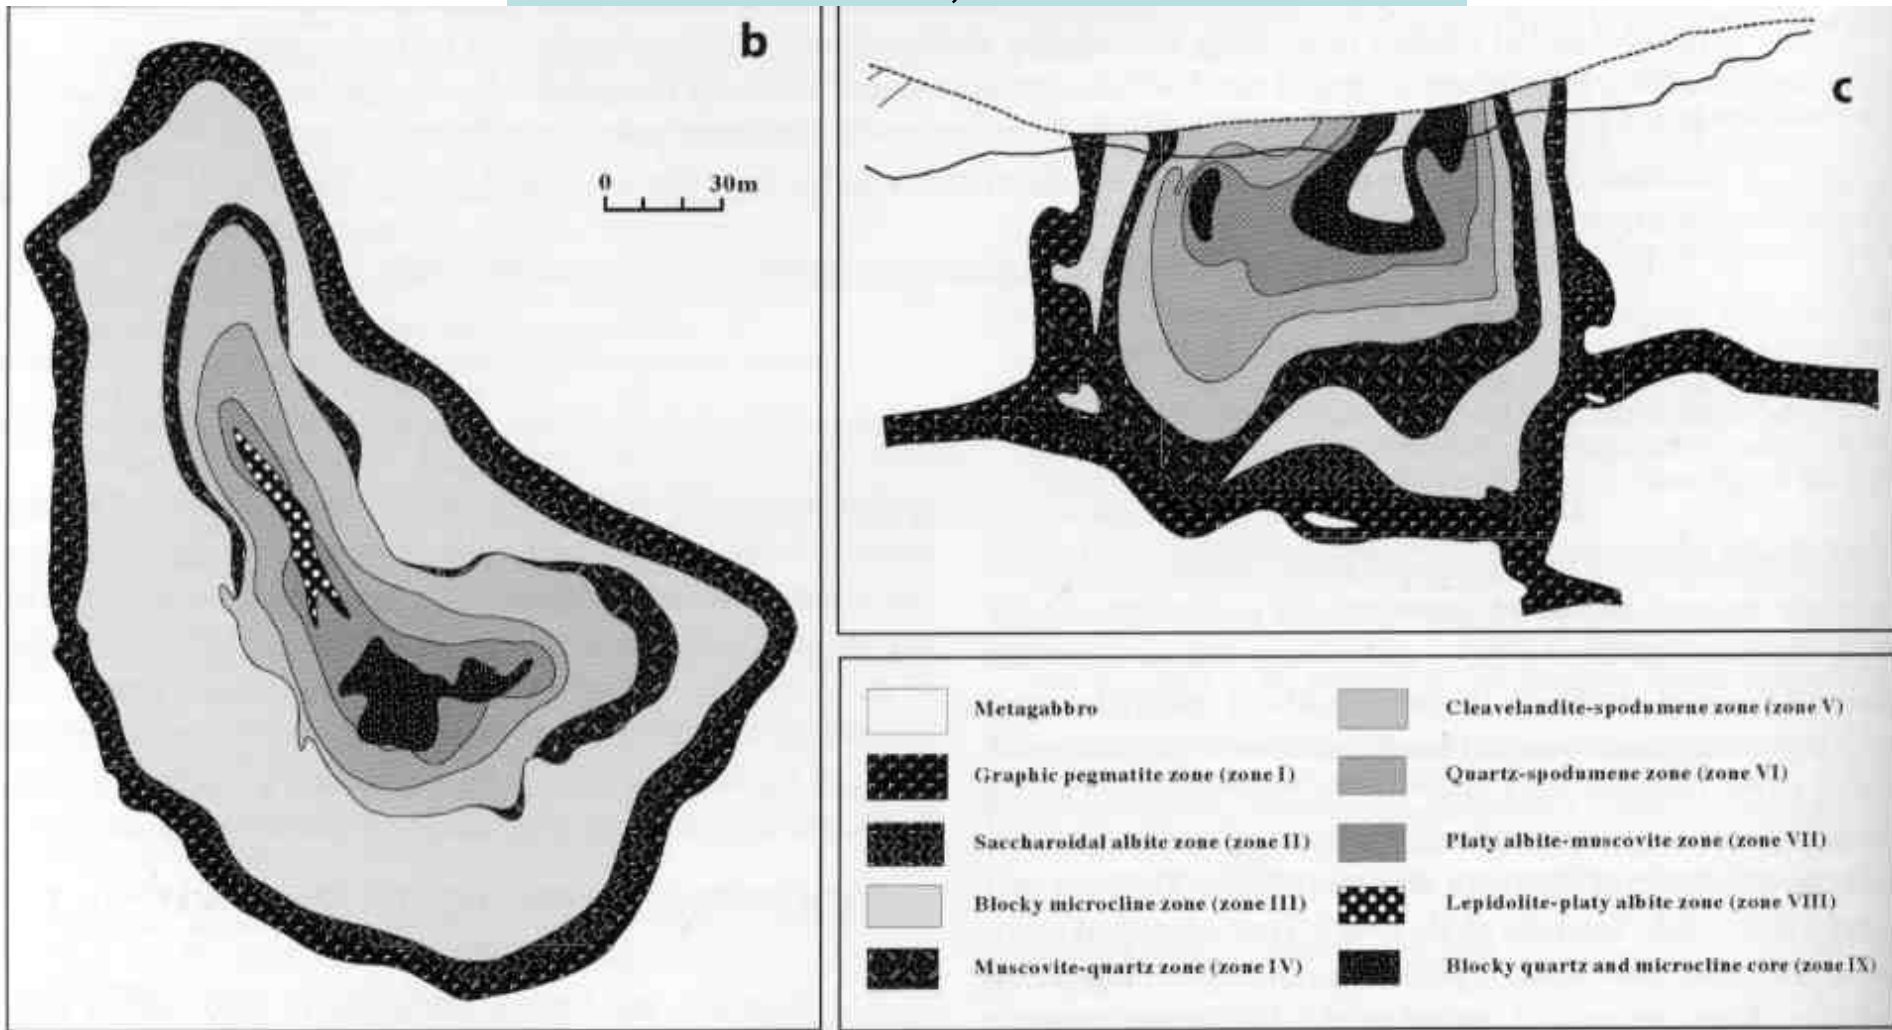 b
0 30m
c
Metagabbro
Graphic pegmatite zone (zone I)
Saccharoidal albite zone (zone II)
Blocky microcline zone (zone III)
Muscovite-quartz zone (zone IV)
Cleavelandite-spodumene zone (zone V)
Quartz-spodumene zone (zone VI)
Platy albite-muscovite zone (zone VII)
Lepidolite-platy albite zone (zone VIII)
Blocky quartz and microcline core (zone IX)